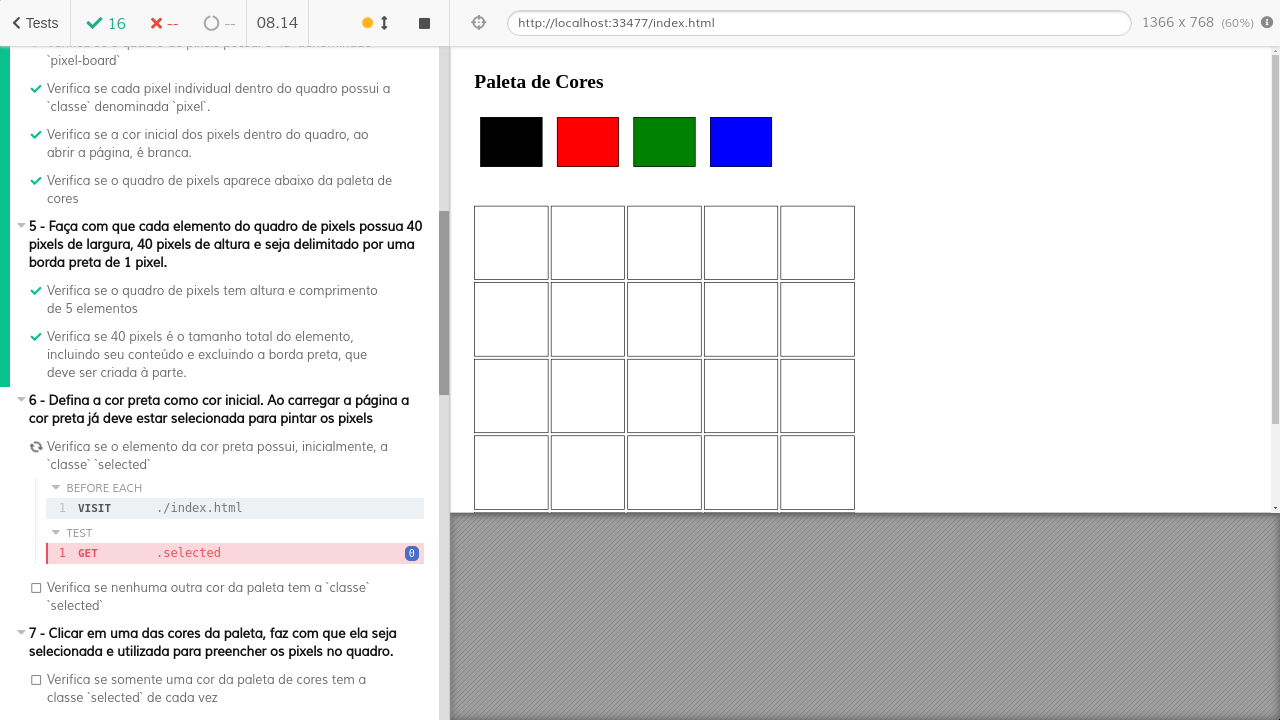 Tests 16 -- -- 08.14
http://localhost:33477/index.html 1366 x 768 (60%)
`pixel-board`
Verifica se cada pixel individual dentro do quadro possui a
`classe` denominada `pixel`.
Verifica se a cor inicial dos pixels dentro do quadro, ao
abrir a página, é branca.
Verifica se o quadro de pixels aparece abaixo da paleta de
cores
5 - Faça com que cada elemento do quadro de pixels possua 40
pixels de largura, 40 pixels de altura e seja delimitado por uma
borda preta de 1 pixel.
Verifica se o quadro de pixels tem altura e comprimento
de 5 elementos
Verifica se 40 pixels é o tamanho total do elemento,
incluindo seu conteúdo e excluindo a borda preta, que
deve ser criada à parte.
6 - Defina a cor preta como cor inicial. Ao carregar a página a
cor preta já deve estar selecionada para pintar os pixels
Verifica se o elemento da cor preta possui, inicialmente, a
`classe` `selected`
BEFORE EACH
1 VISIT ./index.html
TEST
1 GET .selected 0
Verifica se nenhuma outra cor da paleta tem a `classe`
`selected`
7 - Clicar em uma das cores da paleta, faz com que ela seja
selecionada e utilizada para preencher os pixels no quadro.
Verifica se somente uma cor da paleta de cores tem a
classe `selected` de cada vez
Paleta de Cores